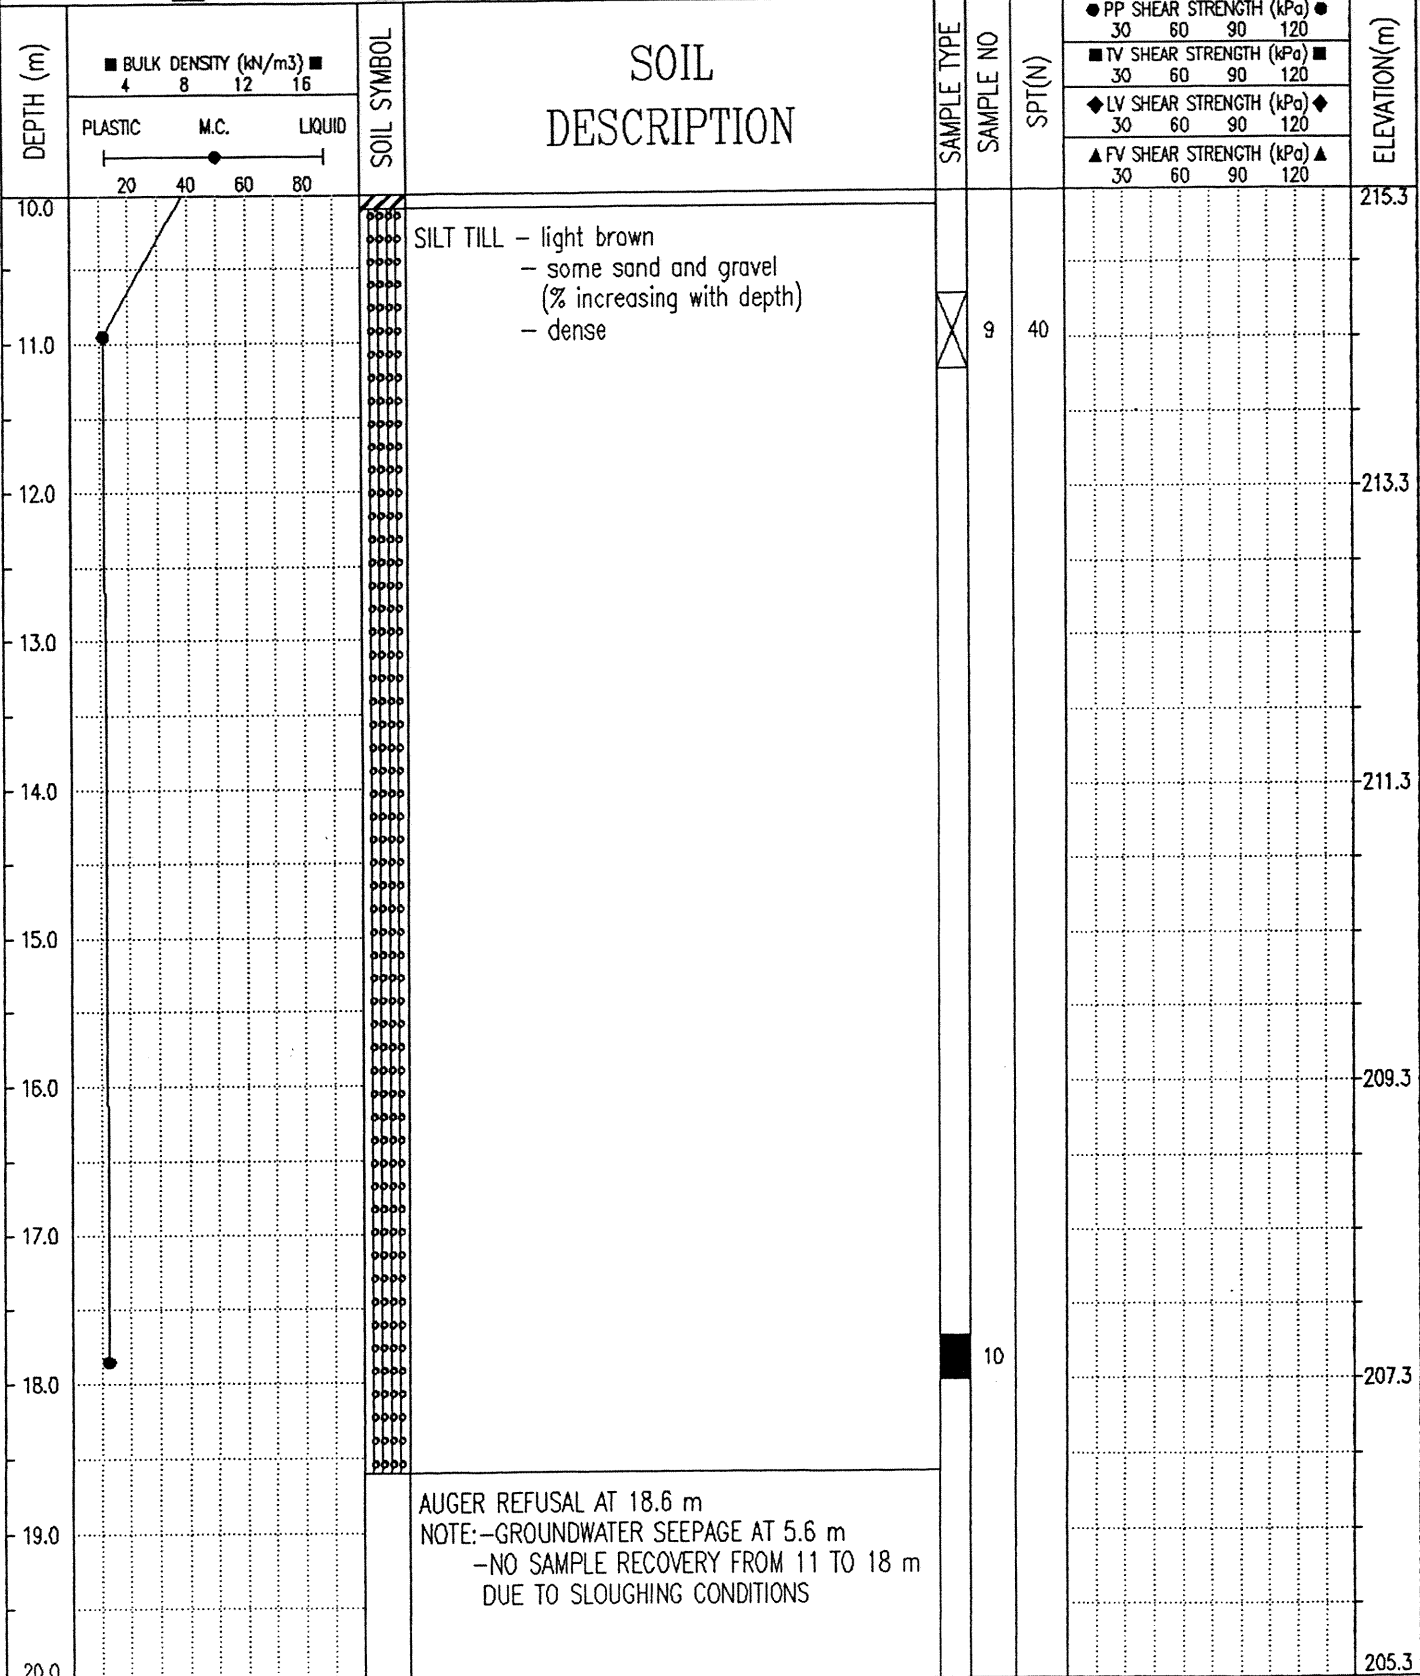 DEPTH (m)
■ BULK DENSITY (kN/m3) ■
4 8 12 16
PLASTIC M.C. LIQUID
20 40 60 80
SOIL SYMBOL
SOIL
DESCRIPTION
SAMPLE TYPE
SAMPLE NO
SPT(N)
● PP SHEAR STRENGTH (kPa) ●
30 60 90 120
■ TV SHEAR STRENGTH (kPa) ■
30 60 90 120
◆ LV SHEAR STRENGTH (kPa) ◆
30 60 90 120
▲ FV SHEAR STRENGTH (kPa) ▲
30 60 90 120
ELEVATION(m)
10.0 215.3
SILT TILL – light brown
– some sand and gravel
(% increasing with depth)
– dense
9 40
11.0
12.0 213.3
13.0
14.0 211.3
15.0
16.0 209.3
17.0
10
18.0 207.3
AUGER REFUSAL AT 18.6 m
NOTE:–GROUNDWATER SEEPAGE AT 5.6 m
19.0
–NO SAMPLE RECOVERY FROM 11 TO 18 m
DUE TO SLOUGHING CONDITIONS
20.0 205.3